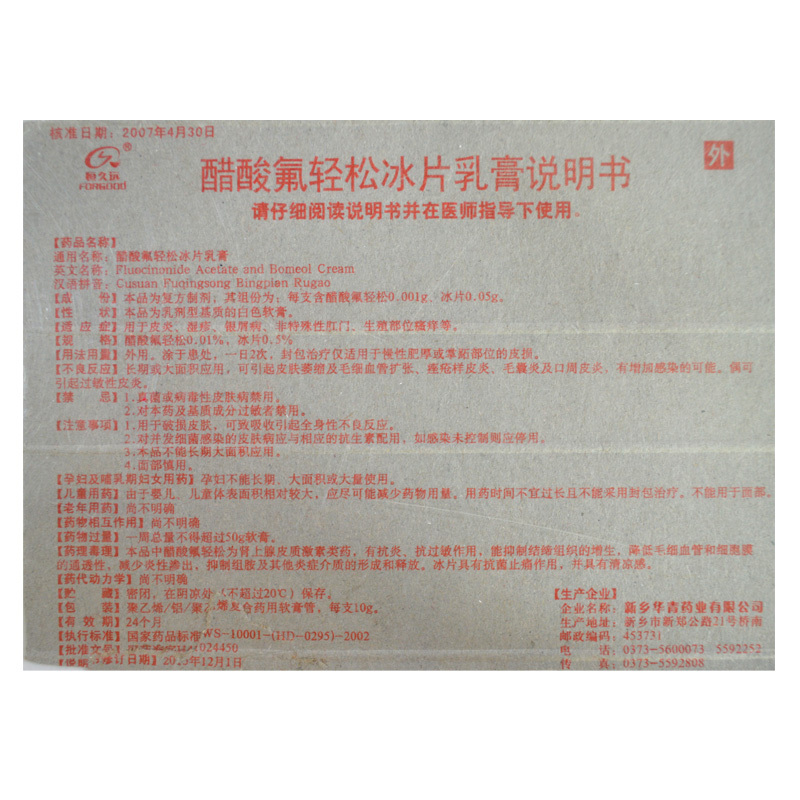 核准日期：2007年4月30日
恒久远®
FORGOOD
醋酸氟轻松冰片乳膏说明书
外
请仔细阅读说明书并在医师指导下使用。
【药品名称】
通用名称：醋酸氟轻松冰片乳膏
英文名称：Fluocinonide Acetate and Bomeol Cream
汉语拼音：Cusuan Fuqingsong Bingpian Rugao
【成 份】本品为复方制剂；其组份为：每支含醋酸氟轻松0.001g、冰片0.05g。
【性 状】本品为乳剂型基质的白色软膏。
【适 应 症】用于皮炎、湿疹、银屑病、非特殊性肛门、生殖部位瘙痒等。
【规 格】醋酸氟轻松0.01%、冰片0.5%
【用法用量】外用。涂于患处，一日2次，封包治疗仅适用于慢性肥厚或掌跖部位的皮损。
【不良反应】长期或大面积应用，可引起皮肤萎缩及毛细血管扩张、痤疮样皮炎、毛囊炎及口周皮炎，有增加感染的可能。偶可
引起过敏性皮炎。
【禁 忌】1.真菌或病毒性皮肤病禁用。
2.对本药及基质成分过敏者禁用。
【注意事项】1.用于破损皮肤，可致吸收引起全身性不良反应。
2.对并发细菌感染的皮肤病应与相应的抗生素配用，如感染未控制则应停用。
3.本品不能长期大面积应用。
4.面部慎用。
【孕妇及哺乳期妇女用药】孕妇不能长期、大面积或大量使用。
【儿童用药】由于婴儿、儿童体表面积相对较大，应尽可能减少药物用量，用药时间不宜过长且不能采用封包治疗。不能用于面部。
【老年用药】尚不明确
【药物相互作用】尚不明确
【药物过量】一周总量不得超过50g软膏。
【药理毒理】本品中醋酸氟轻松为肾上腺皮质激素类药，有抗炎、抗过敏作用，能抑制结缔组织的增生，降低毛细血管和细胞膜
的通透性，减少炎性渗出，抑制组胺及其他炎症介质的形成和释放。冰片具有抗菌止痛作用，并具有清凉感。
【药代动力学】尚不明确
【贮 藏】密闭，在阴凉处（不超过20℃）保存。
【包 装】聚乙烯/铝/聚乙烯复合药用软膏管，每支10g。
【有 效 期】24个月
【执行标准】国家药品标准WS-10001-(HD-0295)-2002
【批准文号】
4024450
修订日期】 12月1日
【生产企业】
企业名称：新乡华青药业有限公司
生产地址：新乡市新郑公路21号桥南
邮政编码：453731
电 话：0373-5600073 5592252
传 真：0373-5592808